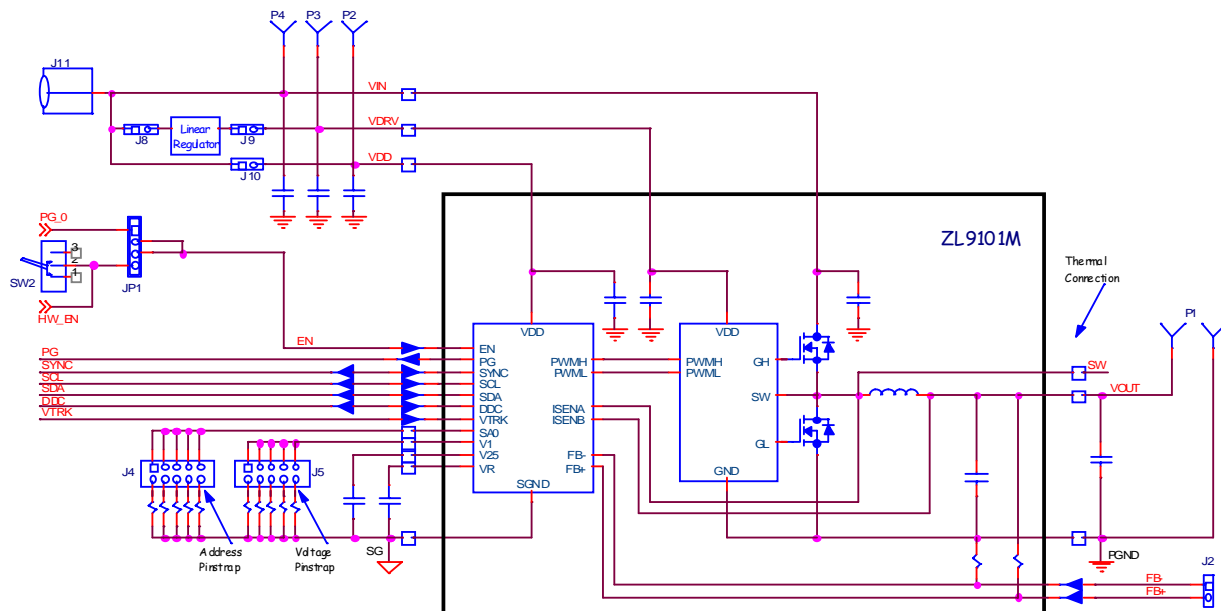 P4 P3 P2
J11
VIN
VDRV
J8
Linear
Regulator
J9
VDD
J10
PG_0
3
2
1
SW2
JP1
HW_EN
ZL9101M
Thermal
Connection
P1
EN
PG
SYNC
SCL
SDA
DDC
VTRK
VDD
EN
PG
SYNC
SCL
SDA
DDC
VTRK
SA0
V1
V25
VR
SGND
PWMH
PWML
ISENA
ISENB
FB-
FB+
VDD
PWMH
PWML
GH
SW
GL
GND
SW
VOUT
J4
J5
Address
Pinstrap
Voltage
Pinstrap
SG
PGND
J2
FB-
FB+